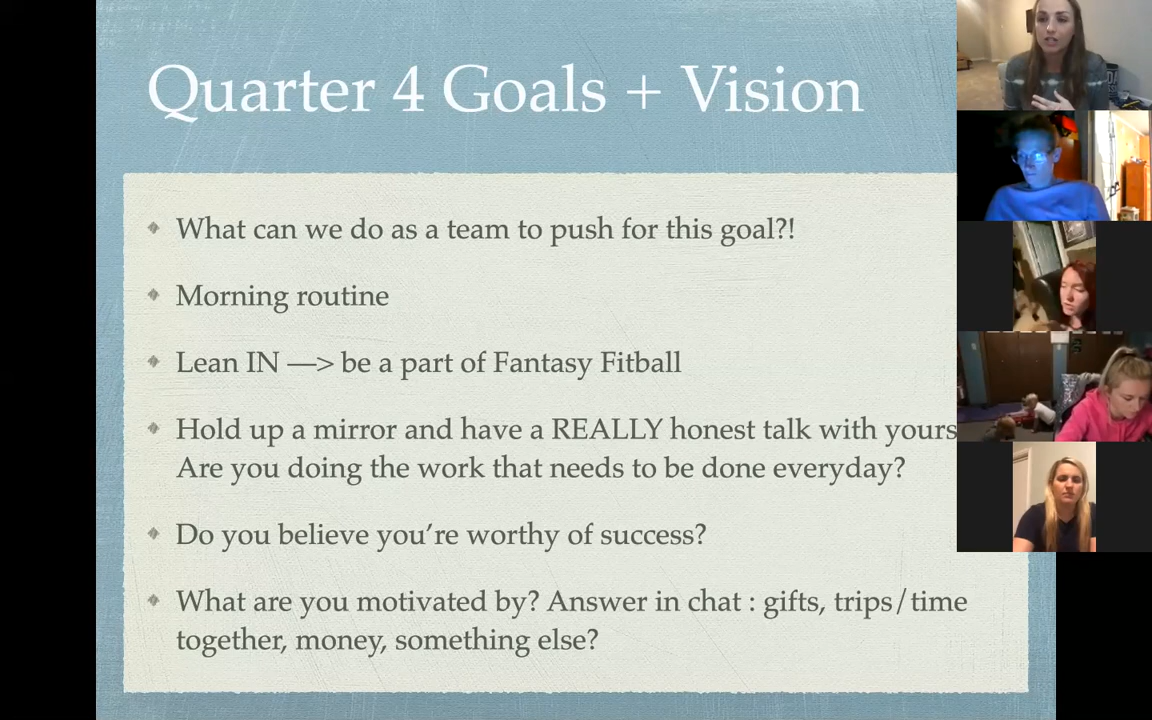 Quarter 4 Goals + Vision
What can we do as a team to push for this goal?!
Morning routine
Lean IN —> be a part of Fantasy Fitball
Hold up a mirror and have a REALLY honest talk with yours
Are you doing the work that needs to be done everyday?
Do you believe you’re worthy of success?
What are you motivated by? Answer in chat : gifts, trips/time
together, money, something else?